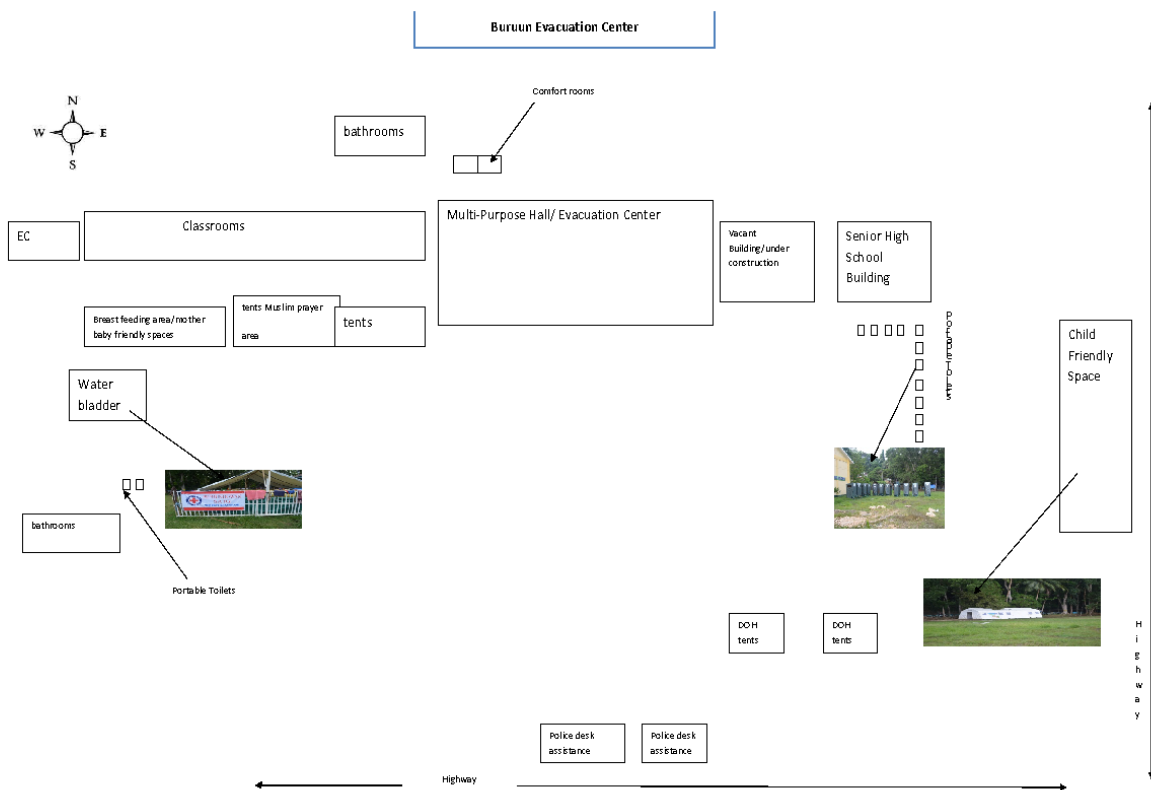 Buruun Evacuation Center
Comfort rooms
N
W E
S
bathrooms
Classrooms
Multi-Purpose Hall/ Evacuation Center
EC
Vacant
Building/under
construction
Senior High
School
Building
tents Muslim prayer
area
Breast feeding area/mother
baby friendly spaces
tents
Child
Friendly
Space
Water
bladder
bathrooms
Portable Toilets
DOH
tents
DOH
tents
H
i
g
h
w
a
y
Police desk
assistance
Police desk
assistance
Highway